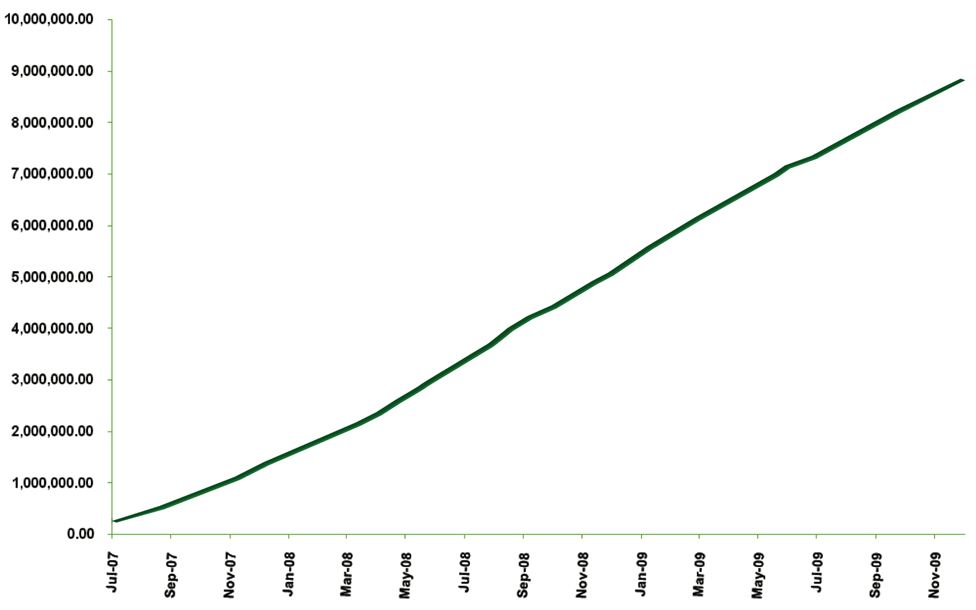 10,000,000.00
9,000,000.00
8,000,000.00
7,000,000.00
6,000,000.00
5,000,000.00
4,000,000.00
3,000,000.00
2,000,000.00
1,000,000.00
0.00
Jul-07
Sep-07
Nov-07
Jan-08
Mar-08
May-08
Jul-08
Sep-08
Nov-08
Jan-09
Mar-09
May-09
Jul-09
Sep-09
Nov-09